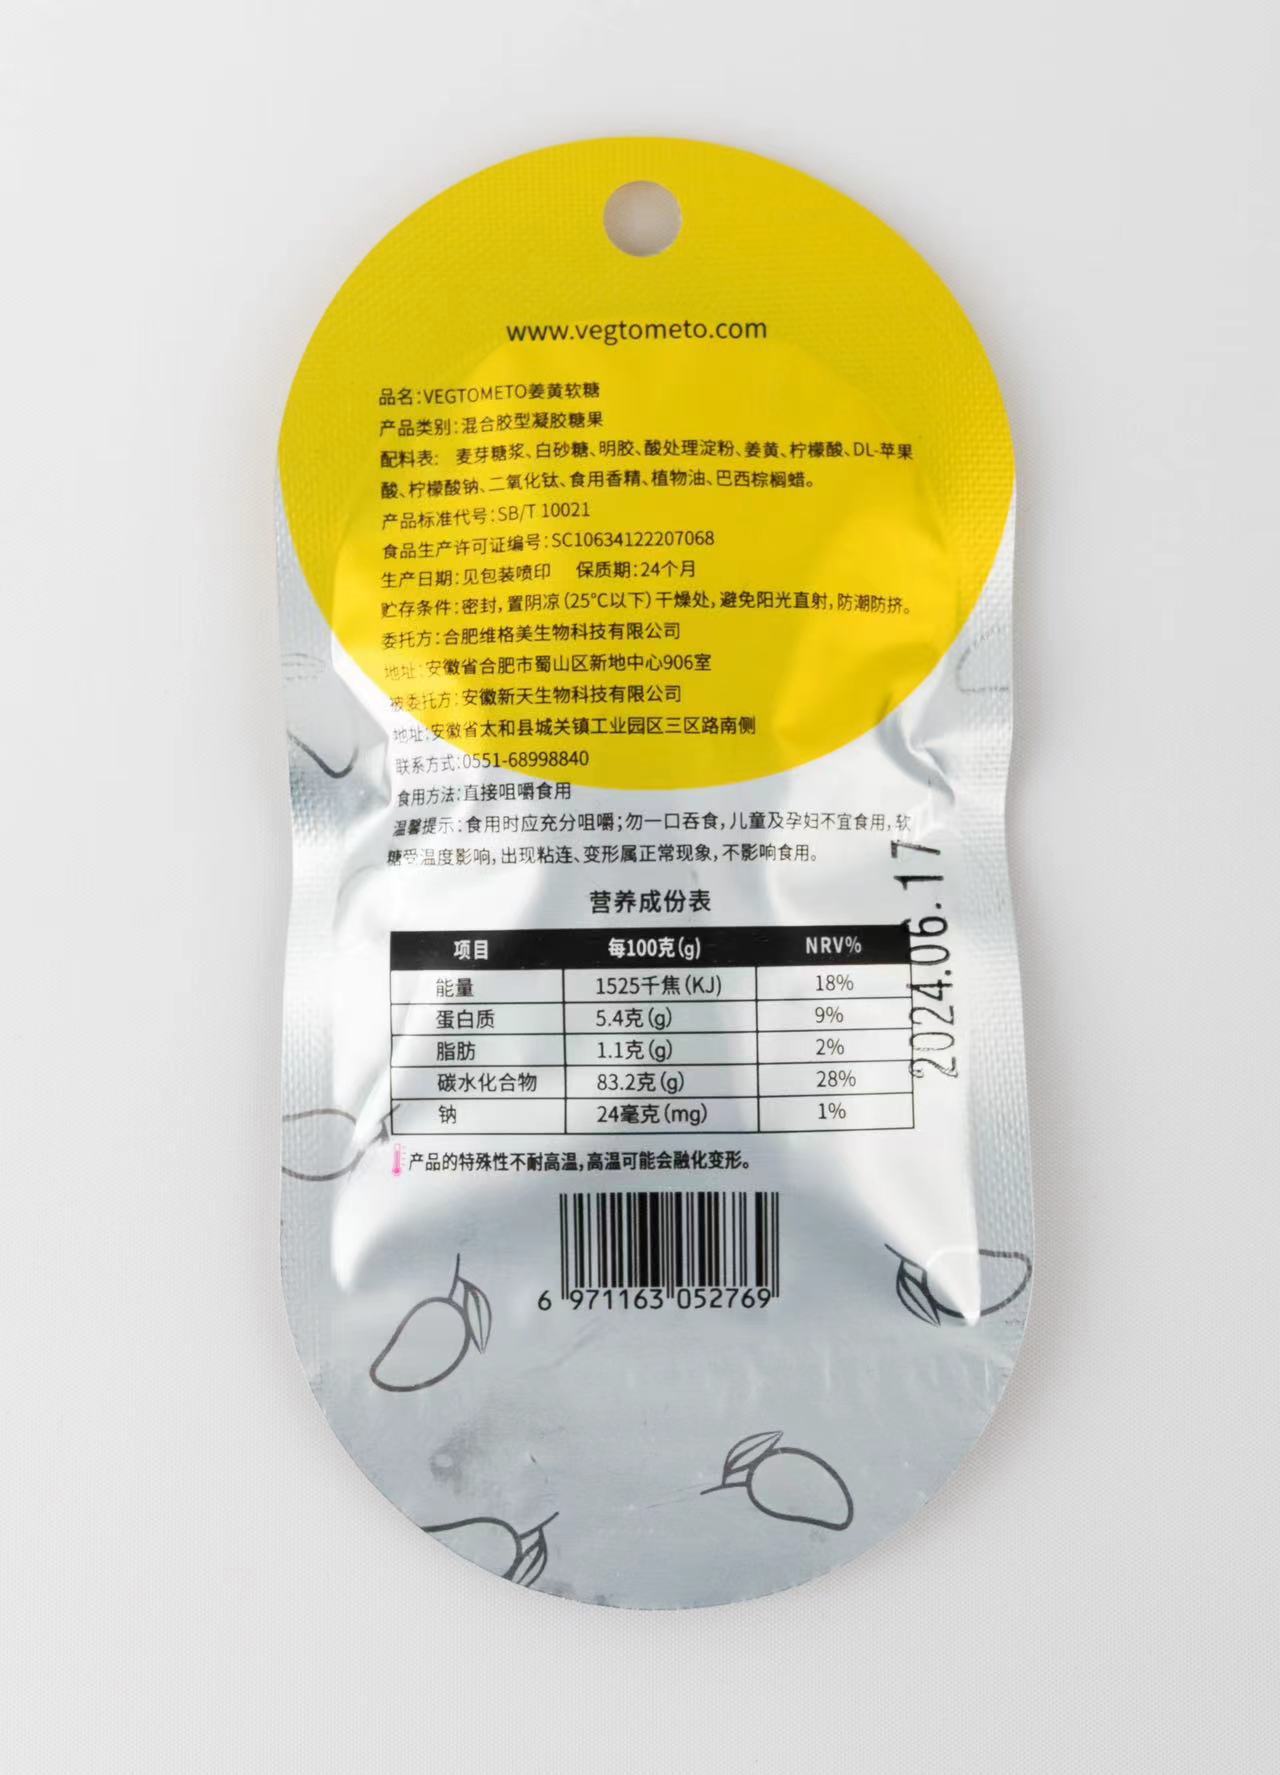 www.vegtometo.com
品名:VEGTOMETO姜黄软糖
产品类别:混合胶型凝胶糖果
配料表: 麦芽糖浆、白砂糖、明胶、酸处理淀粉、姜黄、柠檬酸、DL-苹果
酸、柠檬酸钠、二氧化钛、食用香精、植物油、巴西棕榈蜡。
产品标准代号:SB/T 10021
食品生产许可证编号:SC10634122207068
生产日期:见包装喷印 保质期:24个月
贮存条件:密封,置阴凉(25℃以下)干燥处,避免阳光直射,防潮防挤。
委托方:合肥维格美生物科技有限公司
地址:安徽省合肥市蜀山区新地中心906室
被委托方:安徽新天生物科技有限公司
地址:安徽省太和县城关镇工业园区三区路南侧
联系方式:0551-68998840
食用方法:直接咀嚼食用
温馨提示:食用时应充分咀嚼;勿一口吞食,儿童及孕妇不宜食用,软
糖受温度影响,出现粘连、变形属正常现象,不影响食用。
2024.06.17
营养成份表
项目 每100克(g) NRV%
能量 1525千焦(KJ) 18%
蛋白质 5.4克(g) 9%
脂肪 1.1克(g) 2%
碳水化合物 83.2克(g) 28%
钠 24毫克(mg) 1%
产品的特殊性不耐高温,高温可能会融化变形。
6 971163 052769